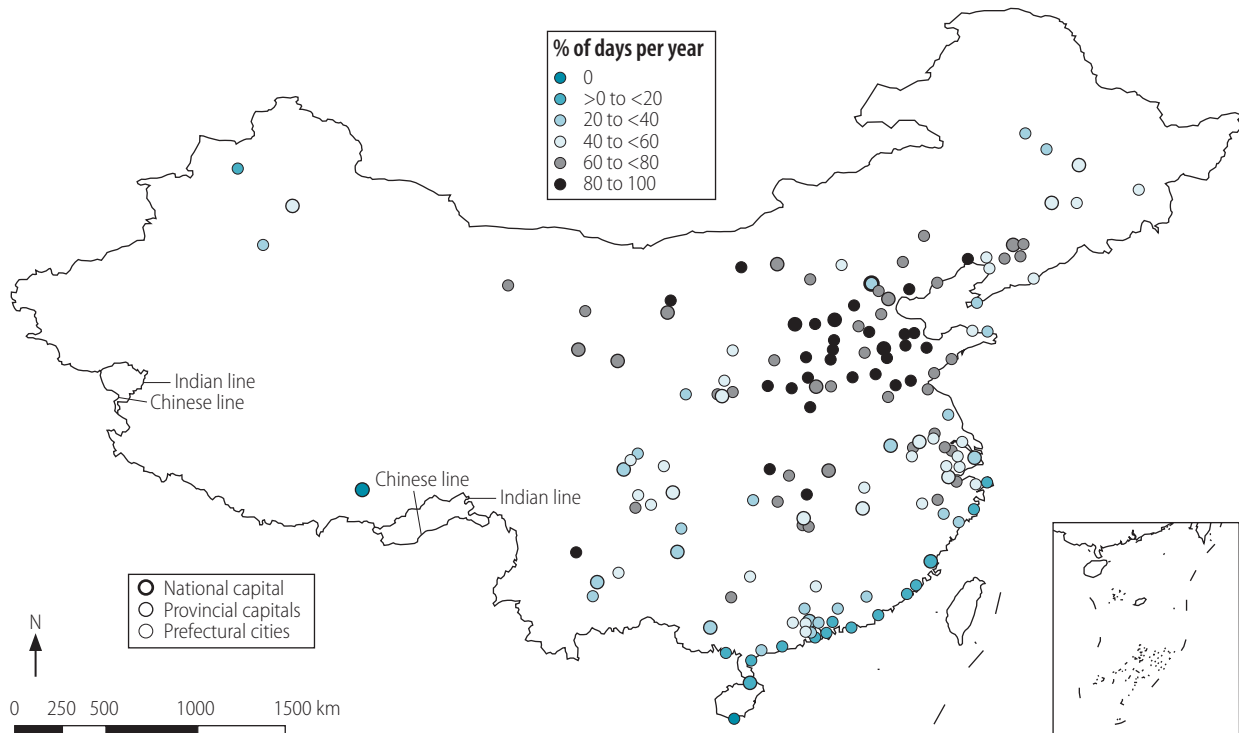 % of days per year
0
>0 to <20
20 to <40
40 to <60
60 to <80
80 to 100
Indian line
Chinese line
Chinese line
Indian line
National capital
Provincial capitals
Prefectural cities
N
0 250 500 1000 1500 km